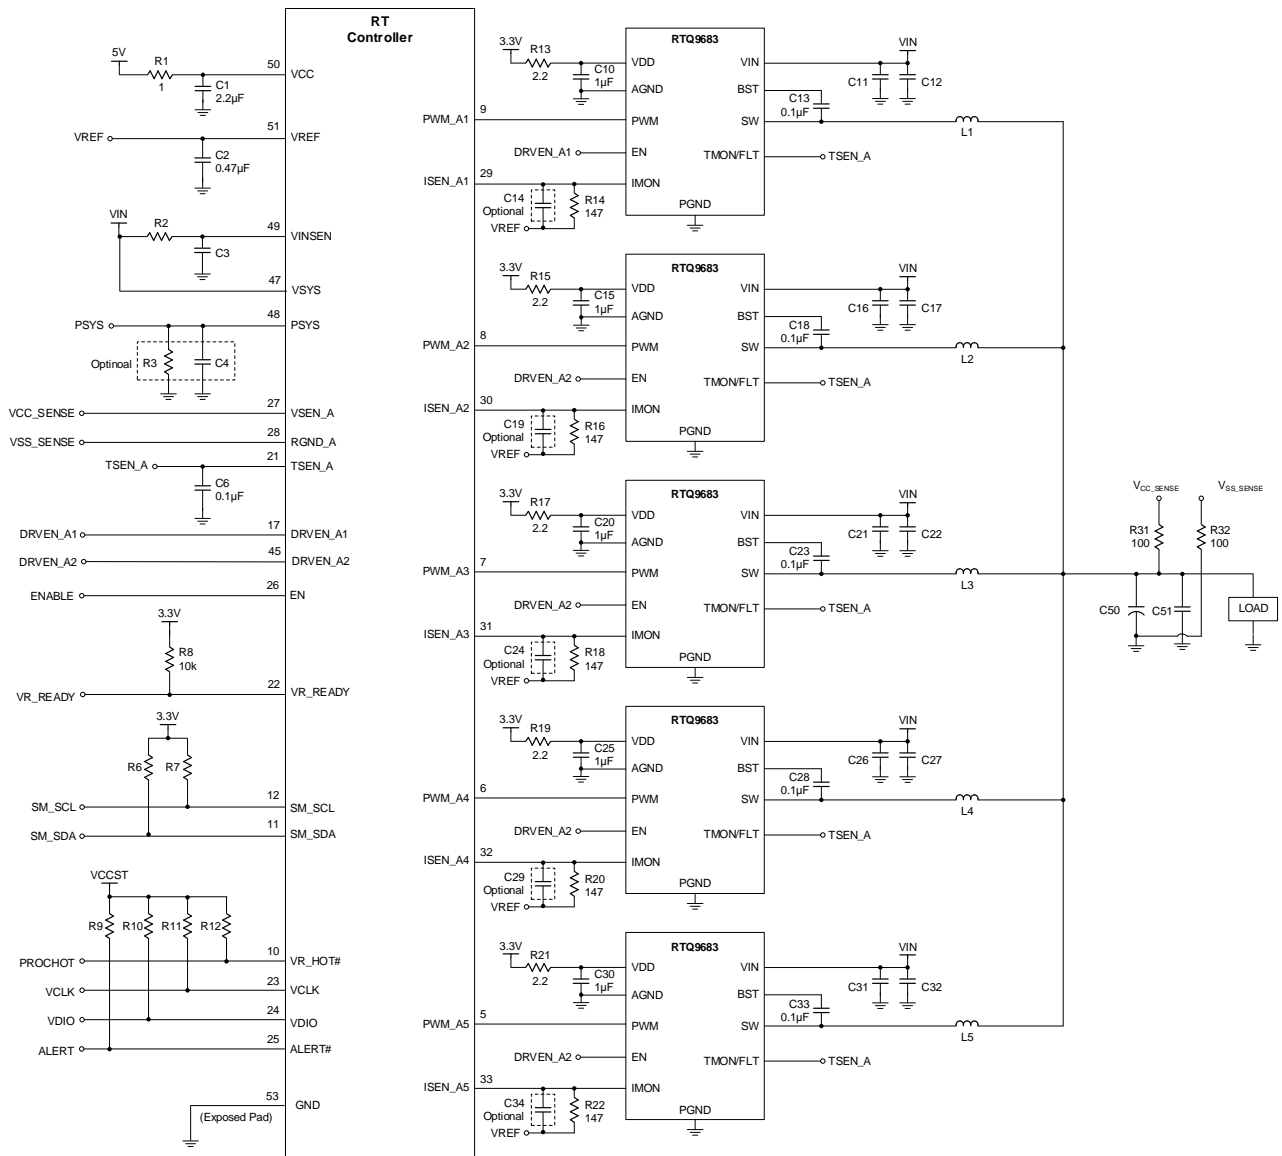 RT
Controller
5V
R1
1
50
VCC
C1
2.2µF
51
VREF
VREF
C2
0.47µF
VIN
R2
49
VINSEN
C3
47
VSYS
48
PSYS
PSYS
Optinoal
R3
C4
27
VCC_SENSE
VSEN_A
28
VSS_SENSE
RGND_A
21
TSEN_A
TSEN_A
C6
0.1µF
17
DRVEN_A1
DRVEN_A1
45
DRVEN_A2
DRVEN_A2
26
ENABLE
EN
3.3V
R8
10k
22
VR_READY
VR_READY
3.3V
R6
R7
12
SM_SCL
SM_SCL
11
SM_SDA
SM_SDA
VCCST
R9
R10
R11
R12
10
PROCHOT
VR_HOT#
23
VCLK
VCLK
24
VDIO
VDIO
25
ALERT
ALERT#
53
GND
(Exposed Pad)
PWM_A1
9
ISEN_A1
29
3.3V
R13
2.2
C10
1µF
RTQ9683
VDD
AGND
PWM
EN
IMON
VIN
BST
SW
TMON/FLT
PGND
DRVEN_A1
C14
Optional
VREF
R14
147
VIN
C11
C12
C13
0.1µF
L1
TSEN_A
PWM_A2
8
ISEN_A2
30
3.3V
R15
2.2
C15
1µF
RTQ9683
VDD
AGND
PWM
EN
IMON
VIN
BST
SW
TMON/FLT
PGND
DRVEN_A2
C19
Optional
VREF
R16
147
VIN
C16
C17
C18
0.1µF
L2
TSEN_A
PWM_A3
7
ISEN_A3
31
3.3V
R17
2.2
C20
1µF
RTQ9683
VDD
AGND
PWM
EN
IMON
VIN
BST
SW
TMON/FLT
PGND
DRVEN_A2
C24
Optional
VREF
R18
147
VIN
C21
C22
C23
0.1µF
L3
TSEN_A
PWM_A4
6
ISEN_A4
32
3.3V
R19
2.2
C25
1µF
RTQ9683
VDD
AGND
PWM
EN
IMON
VIN
BST
SW
TMON/FLT
PGND
DRVEN_A2
C29
Optional
VREF
R20
147
VIN
C26
C27
C28
0.1µF
L4
TSEN_A
PWM_A5
5
ISEN_A5
33
3.3V
R21
2.2
C30
1µF
RTQ9683
VDD
AGND
PWM
EN
IMON
VIN
BST
SW
TMON/FLT
PGND
DRVEN_A2
C34
Optional
VREF
R22
147
VIN
C31
C32
C33
0.1µF
L5
TSEN_A
VCC_SENSE
VSS_SENSE
R31
100
R32
100
C50
C51
LOAD